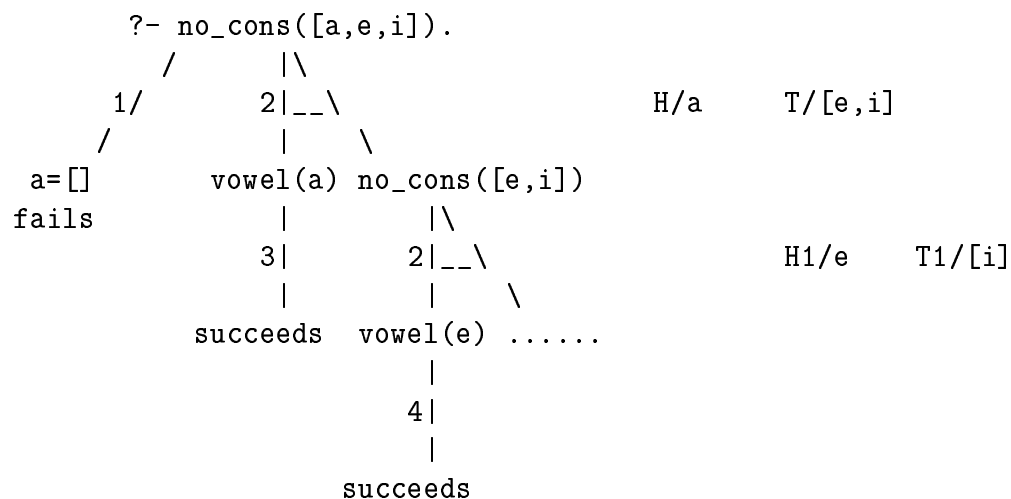 ?- no_cons([a,e,i]).
/ |\
1/ 2|__\ H/a T/[e,i]
/ | \
a=[] vowel(a) no_cons([e,i])
fails | |\
3| 2|__\ H1/e T1/[i]
| | \
succeeds vowel(e) ......
|
4|
|
succeeds